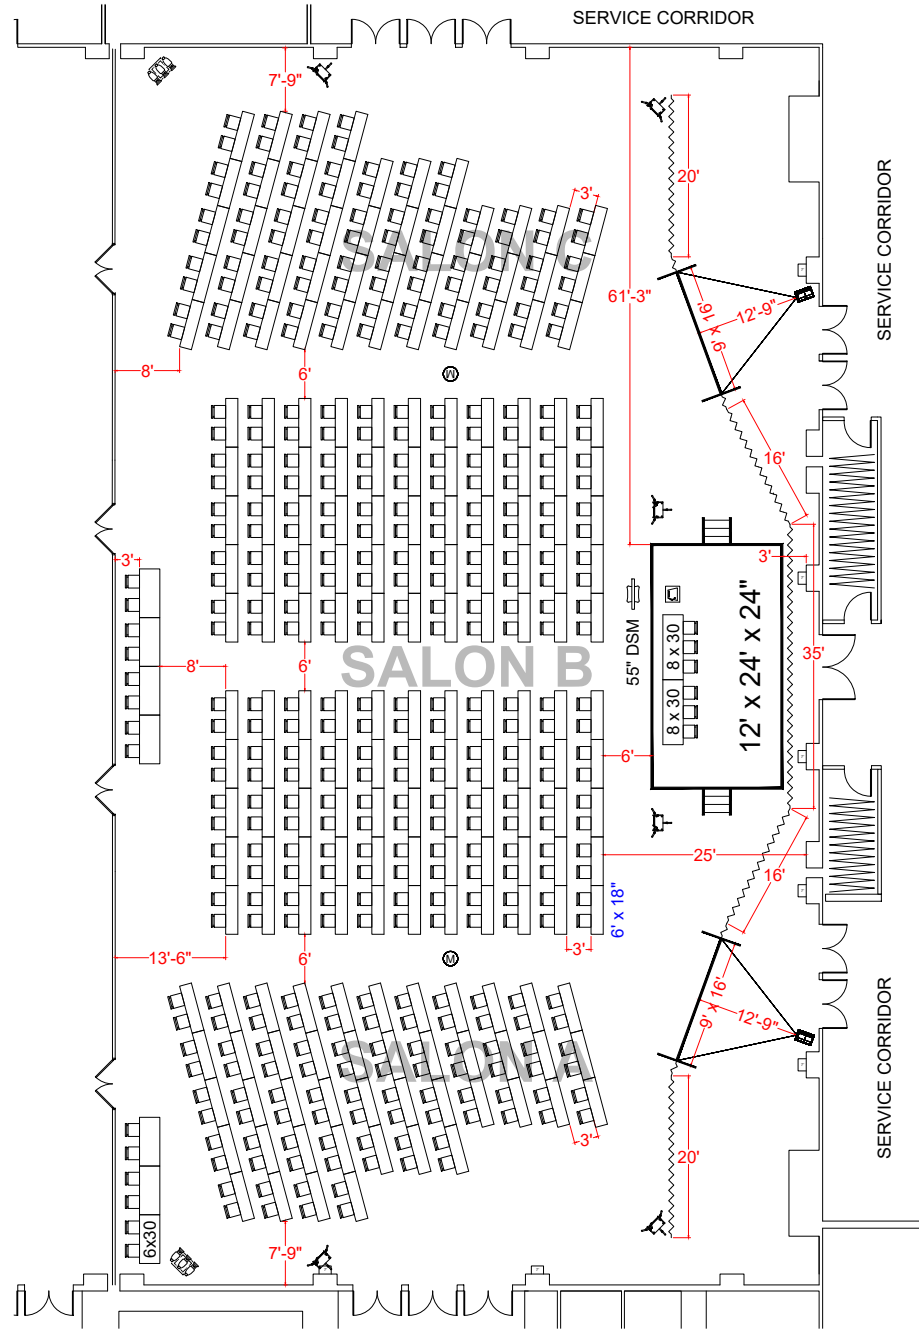 SERVICE CORRIDOR
7'-9"
20'
3'
SERVICE CORRIDOR
SALON C
61'-3"
16' x 9'
12'-9"
8'
6'
M
16'
3'
3'
55" DSM
8 x 30
8 x 30
12' x 24' x 24"
35'
8'
6'
SALON B
6'
25'
16'
6' x 18"
13'-6"
6'
M
3'
9' x 16'
12'-9"
SERVICE CORRIDOR
SALON A
3'
20'
6x30
7'-9"